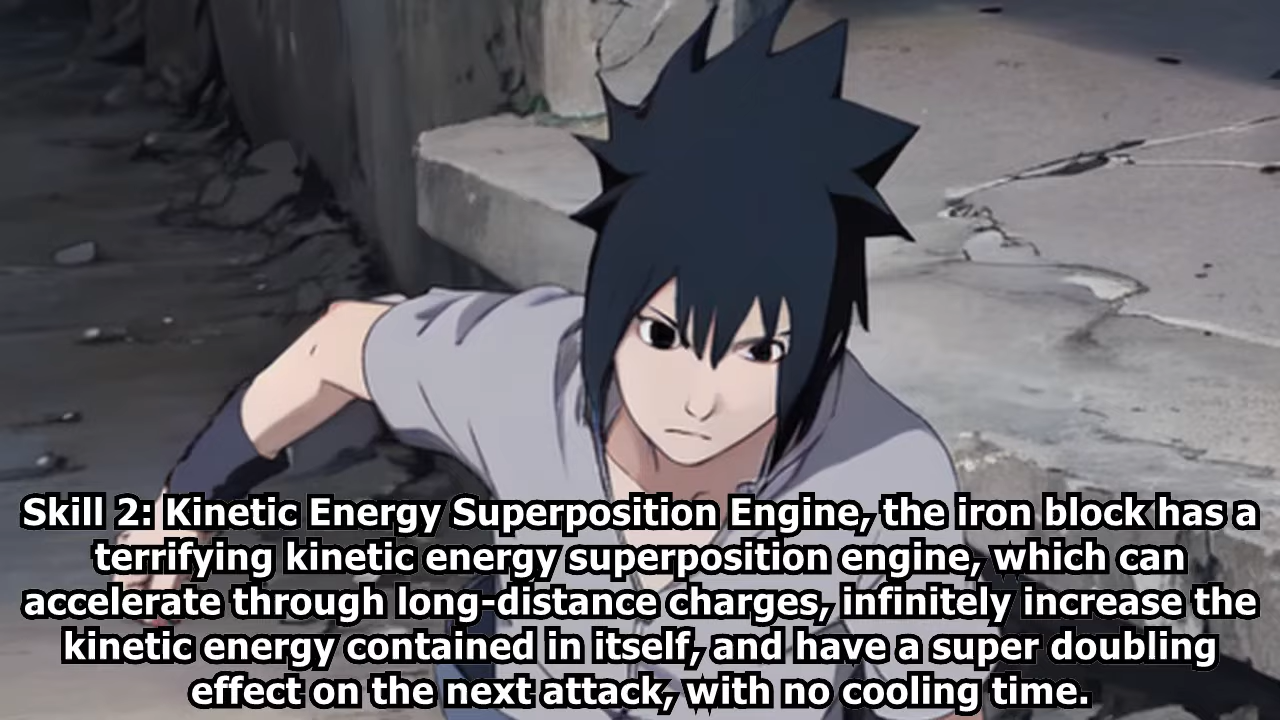 Skill 2: Kinetic Energy Superposition Engine, the iron block has a
terrifying kinetic energy superposition engine, which can
accelerate through long-distance charges, infinitely increase the
kinetic energy contained in itself, and have a super doubling
effect on the next attack, with no cooling time.